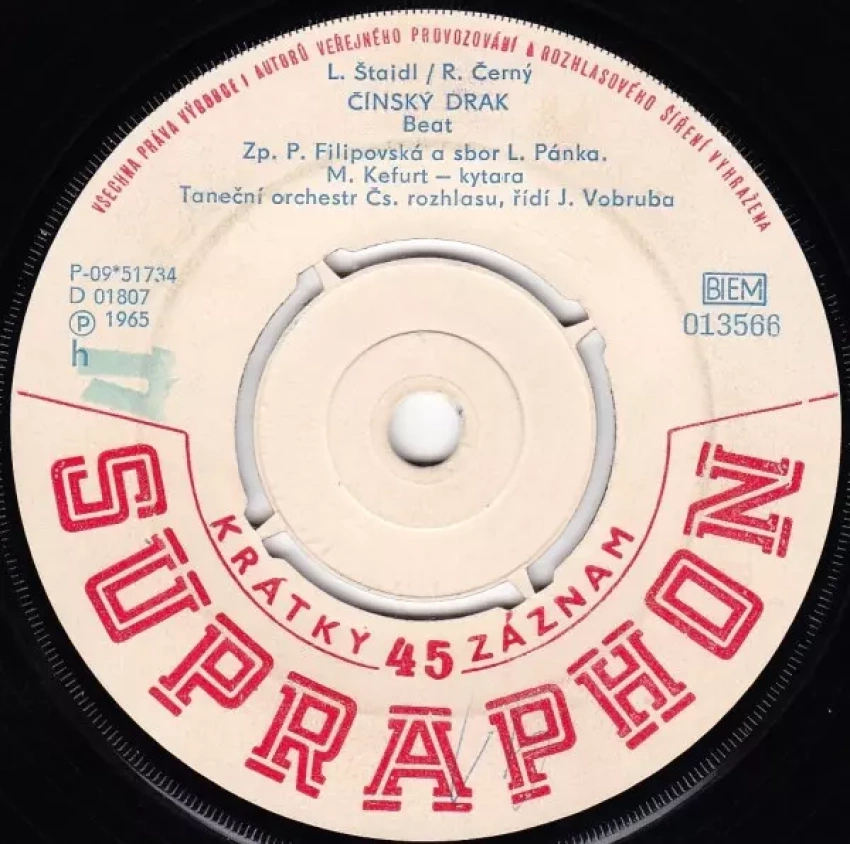 VŠECHNA PRÁVA VÝROBCE I AUTORŮ VEŘEJNÉHO PROVOZOVÁNÍ A ROZHLASOVÉHO ŠÍŘENÍ VYHRAŽENA
L. Štaidl / R. Černý
ČÍNSKÝ DRAK
Beat
Zp. P. Filipovská a sbor L. Pánka.
M. Kefurt – kytara
Taneční orchestr Čs. rozhlasu, řídí J. Vobruba
P-09*51734
D 01807
Ⓟ 1965
h
BIEM
013566
KRÁTKÝ 45 ZÁZNAM
SUPRAPHON